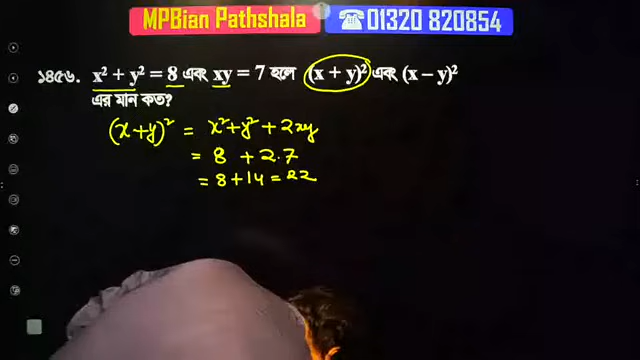 MPBian Pathshala ☎01320 820854
১৪৫৬. x² + y² = 8 এবং xy = 7 হলে (x + y)² এবং (x – y)²
এর মান কত?
(x+y)² = x²+y²+2xy
= 8 +2.7
= 8+14=22